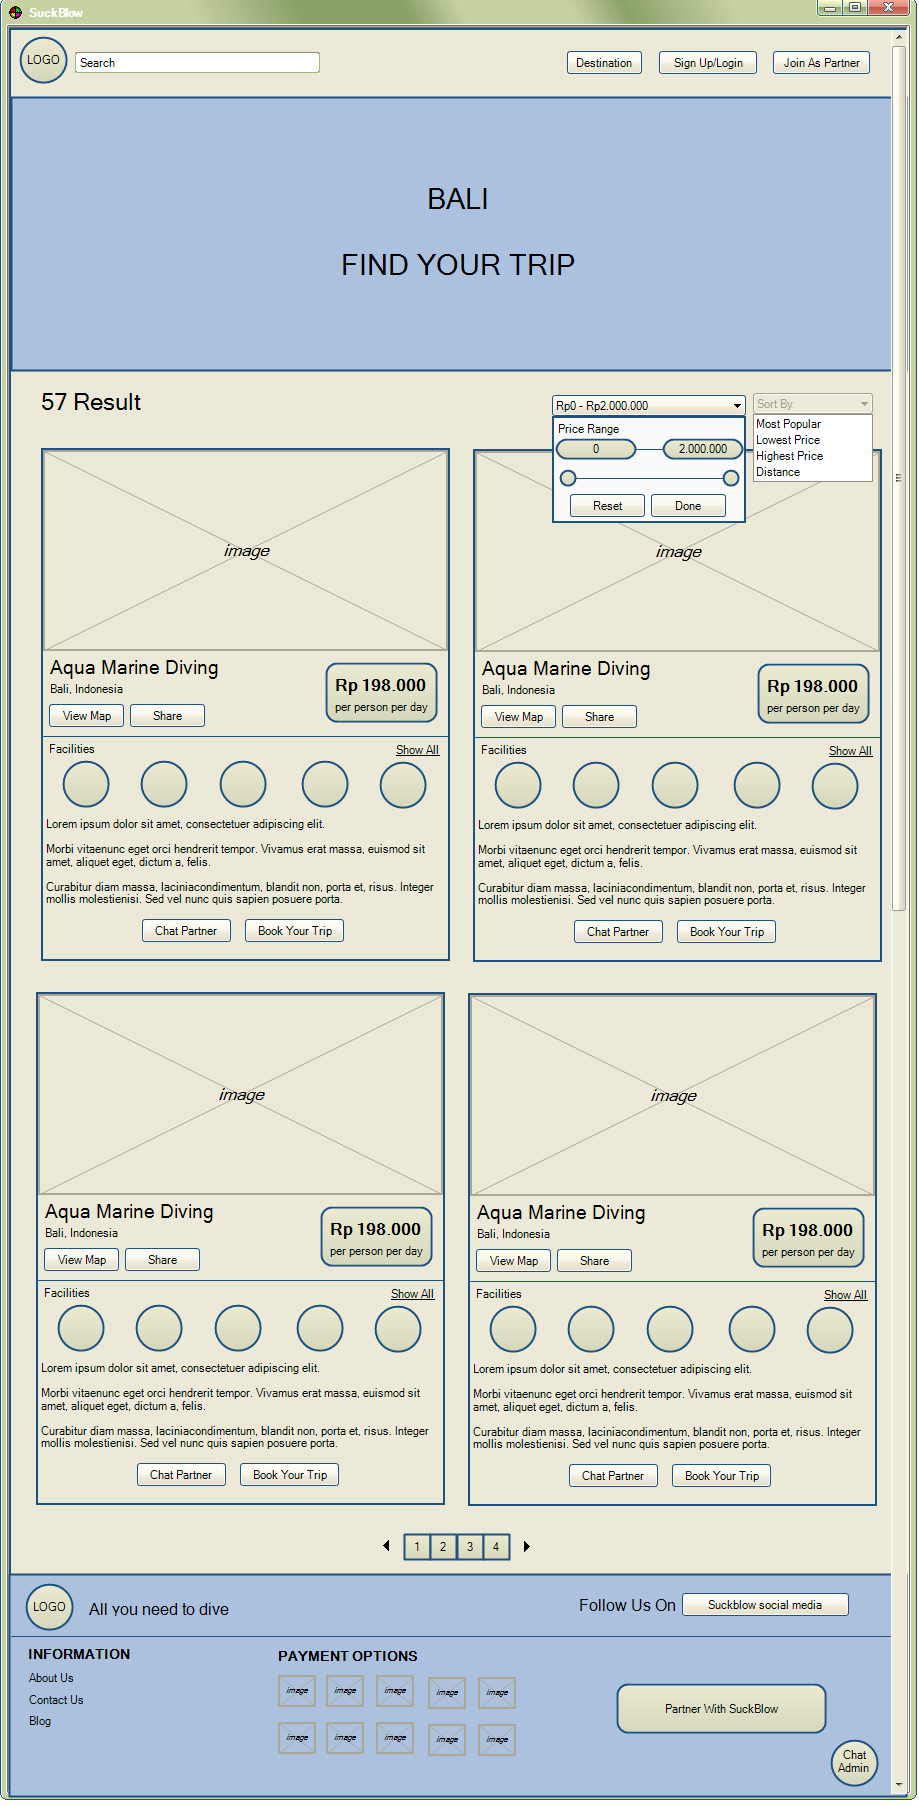 SuckBlow
LOGO
Search
Destination
Sign Up/Login
Join As Partner
BALI
FIND YOUR TRIP
57 Result
Rp0 - Rp2.000.000
Sort By
Price Range
0
2.000.000
Reset
Done
Most Popular
Lowest Price
Highest Price
Distance
image
Aqua Marine Diving
Bali, Indonesia
View Map
Share
Rp 198.000
per person per day
Facilities
Show All
Lorem ipsum dolor sit amet, consectetuer adipiscing elit.
Morbi vitaenunc eget orci hendrerit tempor. Vivamus erat massa, euismod sit
amet, aliquet eget, dictum a, felis.
Curabitur diam massa, laciniacondimentum, blandit non, porta et, risus. Integer
mollis molestienisi. Sed vel nunc quis sapien posuere porta.
Chat Partner
Book Your Trip
image
Aqua Marine Diving
Bali, Indonesia
View Map
Share
Rp 198.000
per person per day
Facilities
Show All
Lorem ipsum dolor sit amet, consectetuer adipiscing elit.
Morbi vitaenunc eget orci hendrerit tempor. Vivamus erat massa, euismod sit
amet, aliquet eget, dictum a, felis.
Curabitur diam massa, laciniacondimentum, blandit non, porta et, risus. Integer
mollis molestienisi. Sed vel nunc quis sapien posuere porta.
Chat Partner
Book Your Trip
image
Aqua Marine Diving
Bali, Indonesia
View Map
Share
Rp 198.000
per person per day
Facilities
Show All
Lorem ipsum dolor sit amet, consectetuer adipiscing elit.
Morbi vitaenunc eget orci hendrerit tempor. Vivamus erat massa, euismod sit
amet, aliquet eget, dictum a, felis.
Curabitur diam massa, laciniacondimentum, blandit non, porta et, risus. Integer
mollis molestienisi. Sed vel nunc quis sapien posuere porta.
Chat Partner
Book Your Trip
image
Aqua Marine Diving
Bali, Indonesia
View Map
Share
Rp 198.000
per person per day
Facilities
Show All
Lorem ipsum dolor sit amet, consectetuer adipiscing elit.
Morbi vitaenunc eget orci hendrerit tempor. Vivamus erat massa, euismod sit
amet, aliquet eget, dictum a, felis.
Curabitur diam massa, laciniacondimentum, blandit non, porta et, risus. Integer
mollis molestienisi. Sed vel nunc quis sapien posuere porta.
Chat Partner
Book Your Trip
1 2 3 4
LOGO
All you need to dive
Follow Us On
Suckblow social media
INFORMATION
About Us
Contact Us
Blog
PAYMENT OPTIONS
image image image image image
image image image image image
Partner With SuckBlow
Chat
Admin